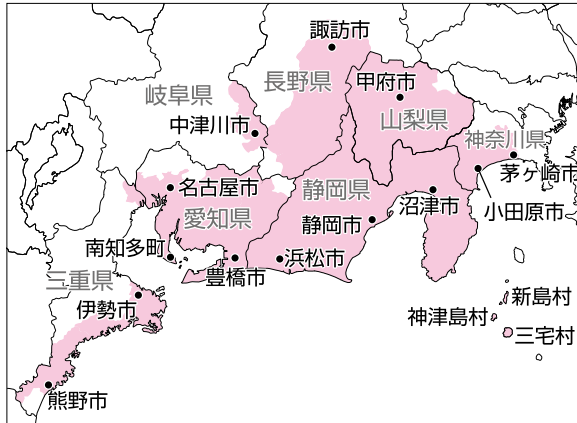 諏訪市
長野県
甲府市
岐阜県
山梨県
中津川市
神奈川県
茅ヶ崎市
名古屋市
静岡県
沼津市
小田原市
愛知県
静岡市
南知多町
豊橋市
浜松市
三重県
伊勢市
新島村
神津島村
三宅村
熊野市